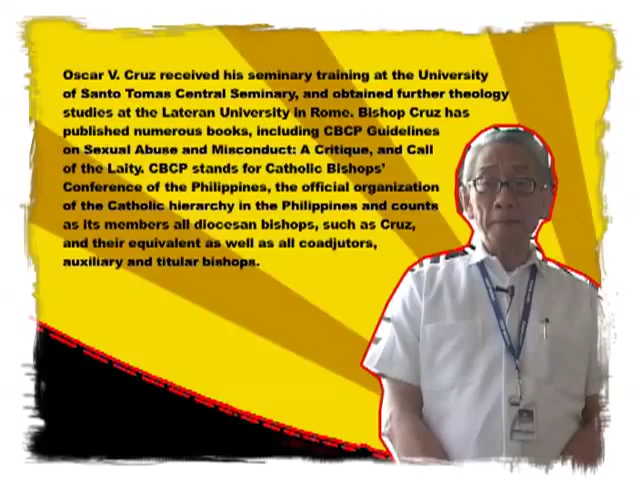 Oscar V. Cruz received his seminary training at the University
of Santo Tomas Central Seminary, and obtained further theology
studies at the Lateran University in Rome. Bishop Cruz has
published numerous books, including CBCP Guidelines
on Sexual Abuse and Misconduct: A Critique, and Call
of the Laity. CBCP stands for Catholic Bishops'
Conference of the Philippines, the official organization
of the Catholic hierarchy in the Philippines and counts
as its members all diocesan bishops, such as Cruz,
and their equivalent as well as all coadjutors,
auxiliary and titular bishops.